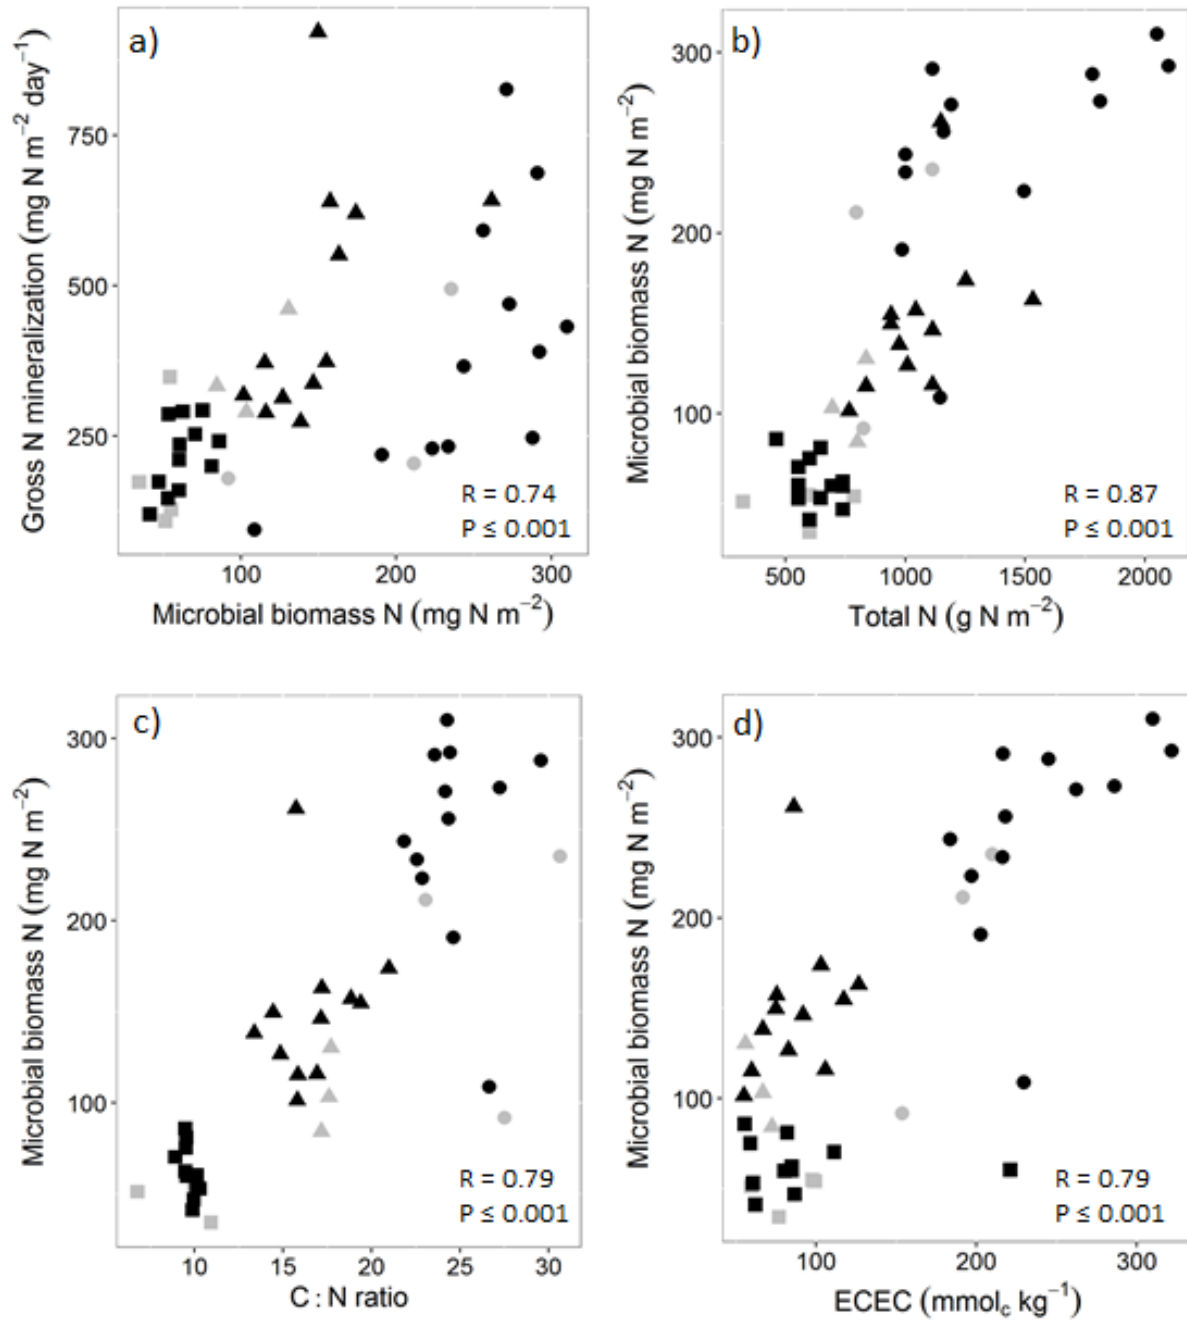 a)
Gross N mineralization (mg N m⁻² day⁻¹)
750
500
250
R = 0.74
P ≤ 0.001
100 200 300
Microbial biomass N (mg N m⁻²)
b)
Microbial biomass N (mg N m⁻²)
300
200
100
R = 0.87
P ≤ 0.001
500 1000 1500 2000
Total N (g N m⁻²)
c)
Microbial biomass N (mg N m⁻²)
300
200
100
R = 0.79
P ≤ 0.001
10 15 20 25 30
C : N ratio
d)
Microbial biomass N (mg N m⁻²)
300
200
100
R = 0.79
P ≤ 0.001
100 200 300
ECEC (mmol꜀ kg⁻¹)